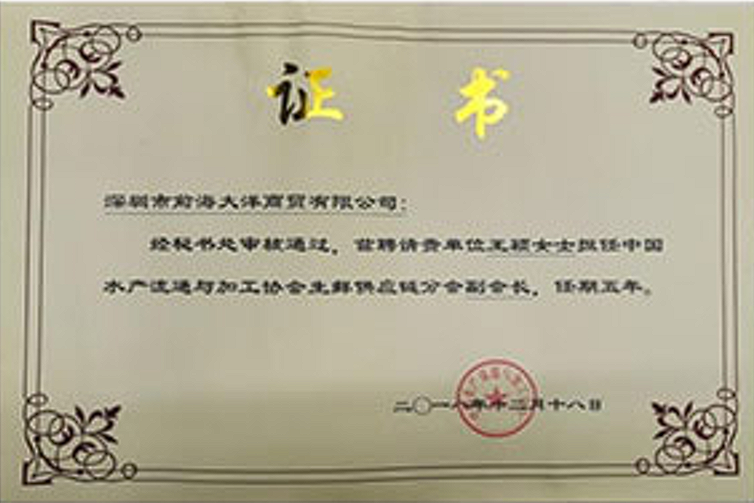 证书
深圳市前海大洋商贸有限公司:
经秘书处审核通过,兹聘请贵单位王颖女士担任中国
水产流通与加工协会生鲜供应链分会副会长,任期五年。
二〇一八年十二月十八日